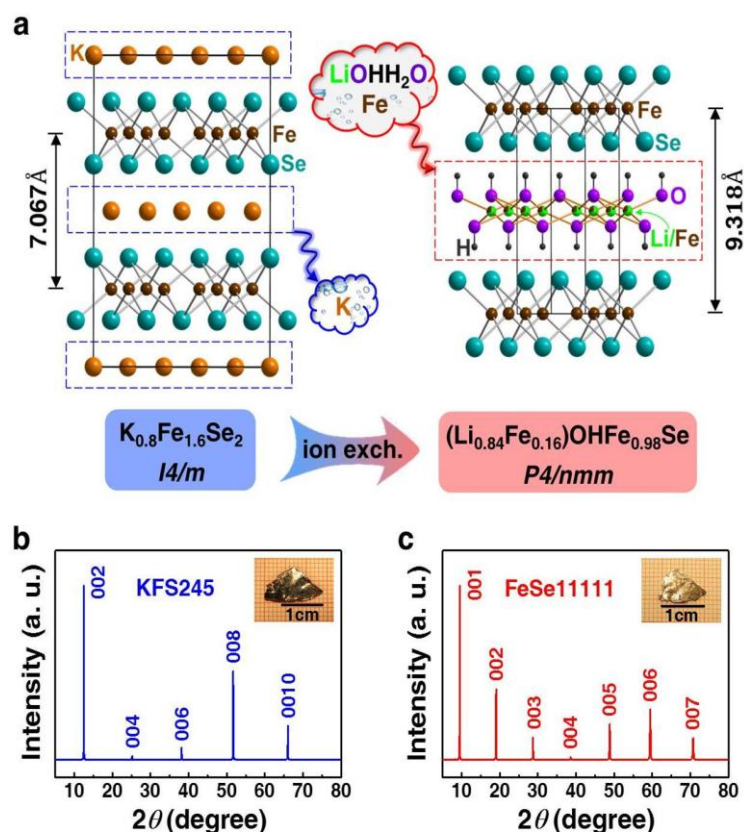 a
K
LiOHH₂O
Fe
Fe
Se
Fe
Se
7.067Å
9.318Å
O
Li/Fe
H
K
K₀.₈Fe₁.₆Se₂
I4/m
ion exch.
(Li₀.₈₄Fe₀.₁₆)OHFe₀.₉₈Se
P4/nmm
b
Intensity (a. u.)
002
KFS245
1cm
004
006
008
0010
10 20 30 40 50 60 70 80
2θ (degree)
c
Intensity (a. u.)
001
FeSe11111
1cm
002
003
004
005
006
007
10 20 30 40 50 60 70 80
2θ (degree)